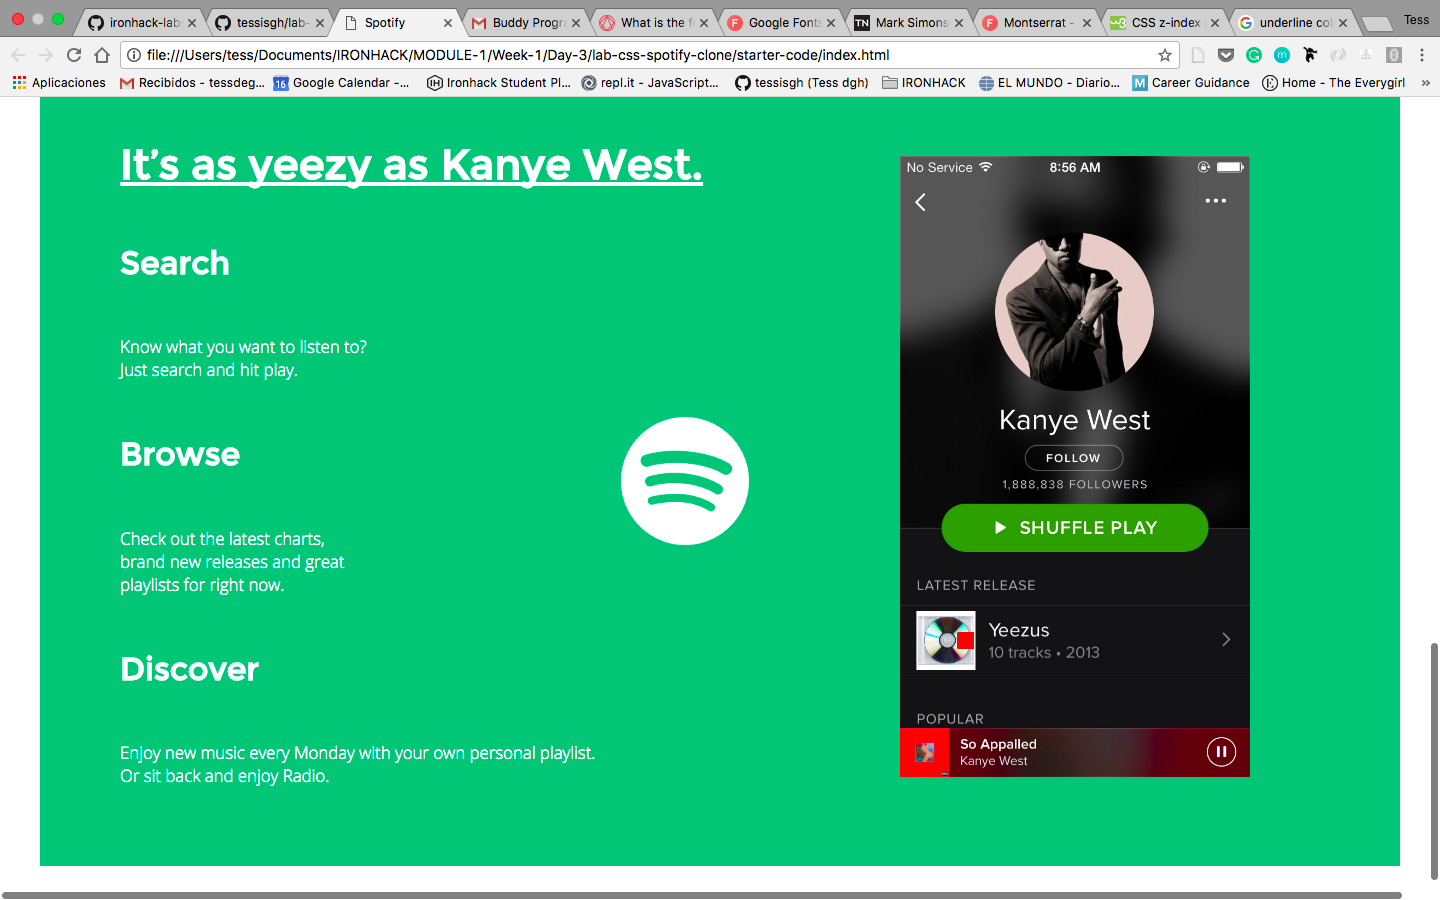 ironhack-lab
tessisgh/lab-
Spotify
Buddy Progra
What is the fo
Google Fonts
Mark Simons
Montserrat -
CSS z-index
underline col
Tess
file:///Users/tess/Documents/IRONHACK/MODULE-1/Week-1/Day-3/lab-css-spotify-clone/starter-code/index.html
Aplicaciones
Recibidos - tessdeg...
16
Google Calendar -...
Ironhack Student Pl...
repl.it - JavaScript...
tessisgh (Tess dgh)
IRONHACK
EL MUNDO - Diario...
M
Career Guidance
Home - The Everygirl
»
It's as yeezy as Kanye West.
Search
Know what you want to listen to?
Just search and hit play.
Browse
Check out the latest charts,
brand new releases and great
playlists for right now.
Discover
Enjoy new music every Monday with your own personal playlist.
Or sit back and enjoy Radio.
No Service
8:56 AM
Kanye West
FOLLOW
1,888,838 FOLLOWERS
SHUFFLE PLAY
LATEST RELEASE
Yeezus
10 tracks • 2013
POPULAR
So Appalled
Kanye West